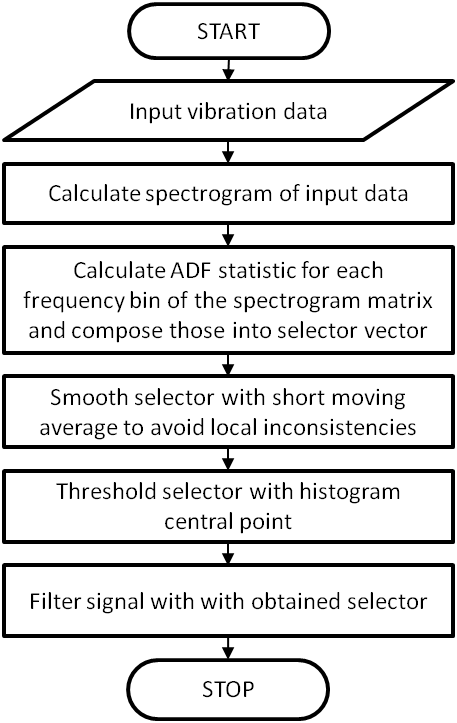 START
Input vibration data
Calculate spectrogram of input data
Calculate ADF statistic for each
frequency bin of the spectrogram matrix
and compose those into selector vector
Smooth selector with short moving
average to avoid local inconsistencies
Threshold selector with histogram
central point
Filter signal with with obtained selector
STOP